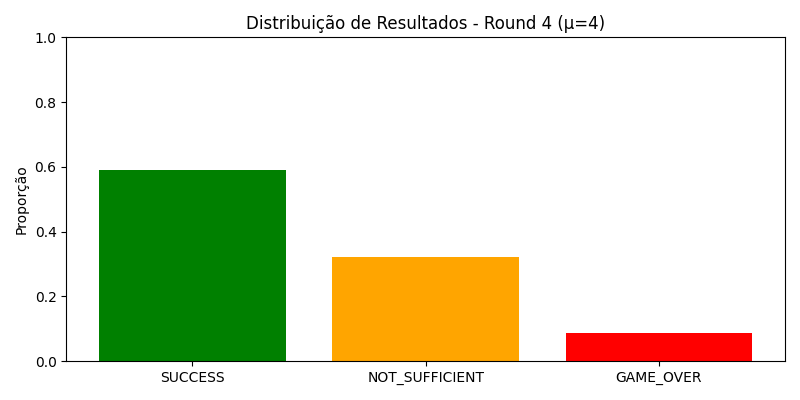 Distribuição de Resultados - Round 4 (μ=4)
Proporção
1.0
0.8
0.6
0.4
0.2
0.0
SUCCESS
NOT_SUFFICIENT
GAME_OVER